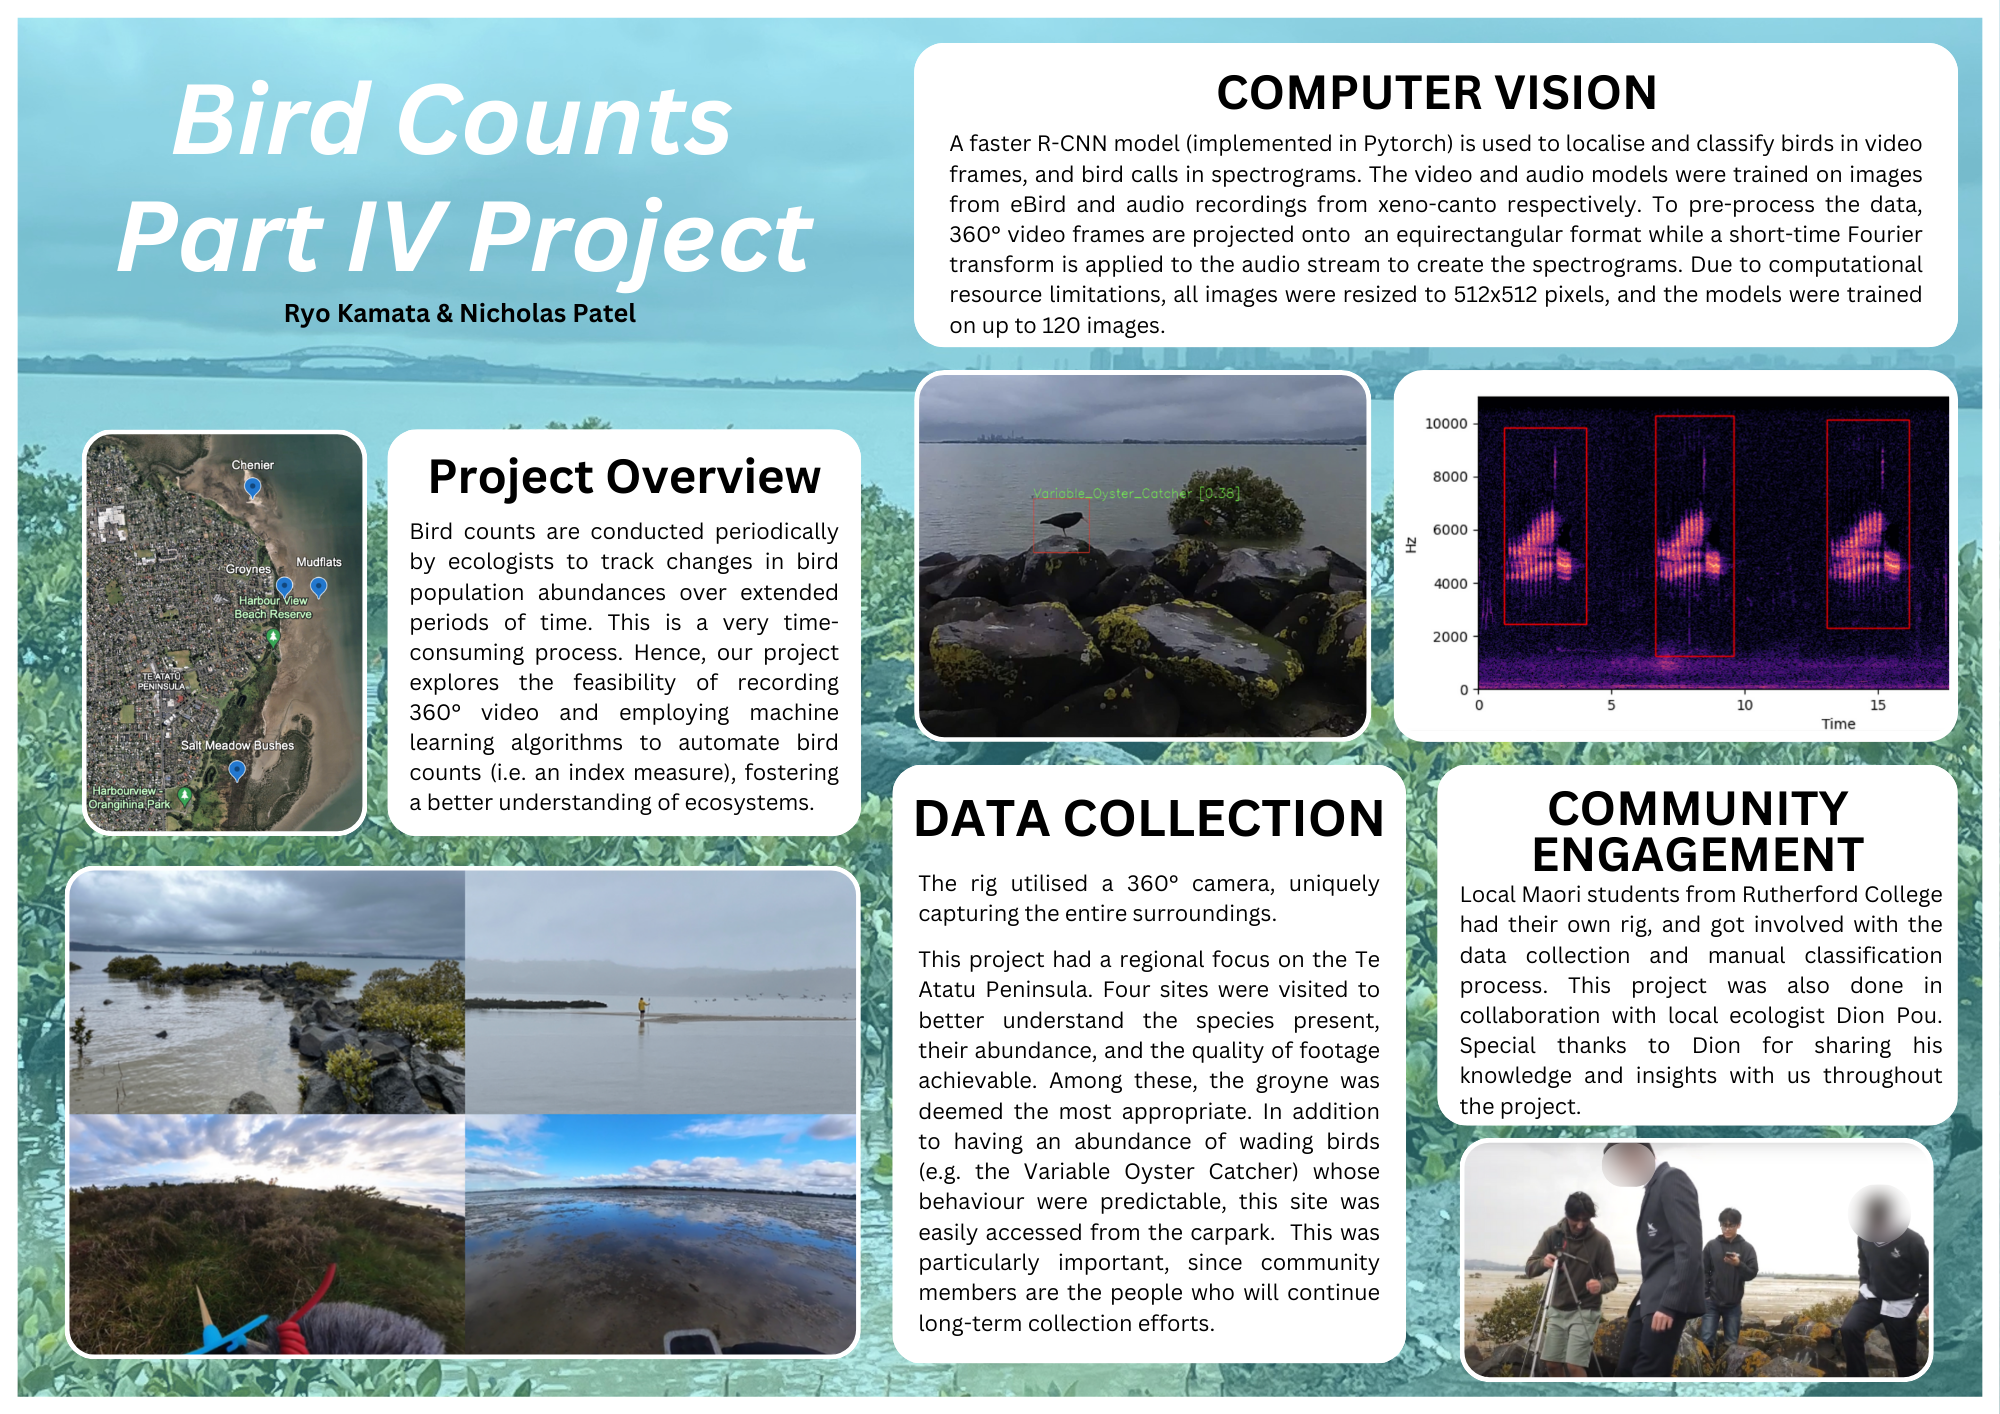 Bird Counts
Part IV Project
Ryo Kamata & Nicholas Patel
COMPUTER VISION
A faster R-CNN model (implemented in Pytorch) is used to localise and classify birds in video
frames, and bird calls in spectrograms. The video and audio models were trained on images
from eBird and audio recordings from xeno-canto respectively. To pre-process the data,
360° video frames are projected onto  an equirectangular format while a short-time Fourier
transform is applied to the audio stream to create the spectrograms. Due to computational
resource limitations, all images were resized to 512x512 pixels, and the models were trained
on up to 120 images.
Chenier
Mudflats
Groynes
Harbour View
Beach Reserve
TE ATATŪ
PENINSULA
Salt Meadow Bushes
Harbourview -
Orangihina Park
Project Overview
Bird counts are conducted periodically
by ecologists to track changes in bird
population abundances over extended
periods of time. This is a very time-
consuming process. Hence, our project
explores the feasibility of recording
360° video and employing machine
learning algorithms to automate bird
counts (i.e. an index measure), fostering
a better understanding of ecosystems.
Variable_Oyster_Catcher [0.38]
10000
8000
6000
4000
2000
0
Hz
0 5 10 15
Time
DATA COLLECTION
The rig utilised a 360° camera, uniquely
capturing the entire surroundings.
This project had a regional focus on the Te
Atatu Peninsula. Four sites were visited to
better understand the species present,
their abundance, and the quality of footage
achievable. Among these, the groyne was
deemed the most appropriate. In addition
to having an abundance of wading birds
(e.g. the Variable Oyster Catcher) whose
behaviour were predictable, this site was
easily accessed from the carpark.  This was
particularly important, since community
members are the people who will continue
long-term collection efforts.
COMMUNITY
ENGAGEMENT
Local Maori students from Rutherford College
had their own rig, and got involved with the
data collection and manual classification
process. This project was also done in
collaboration with local ecologist Dion Pou.
Special thanks to Dion for sharing his
knowledge and insights with us throughout
the project.